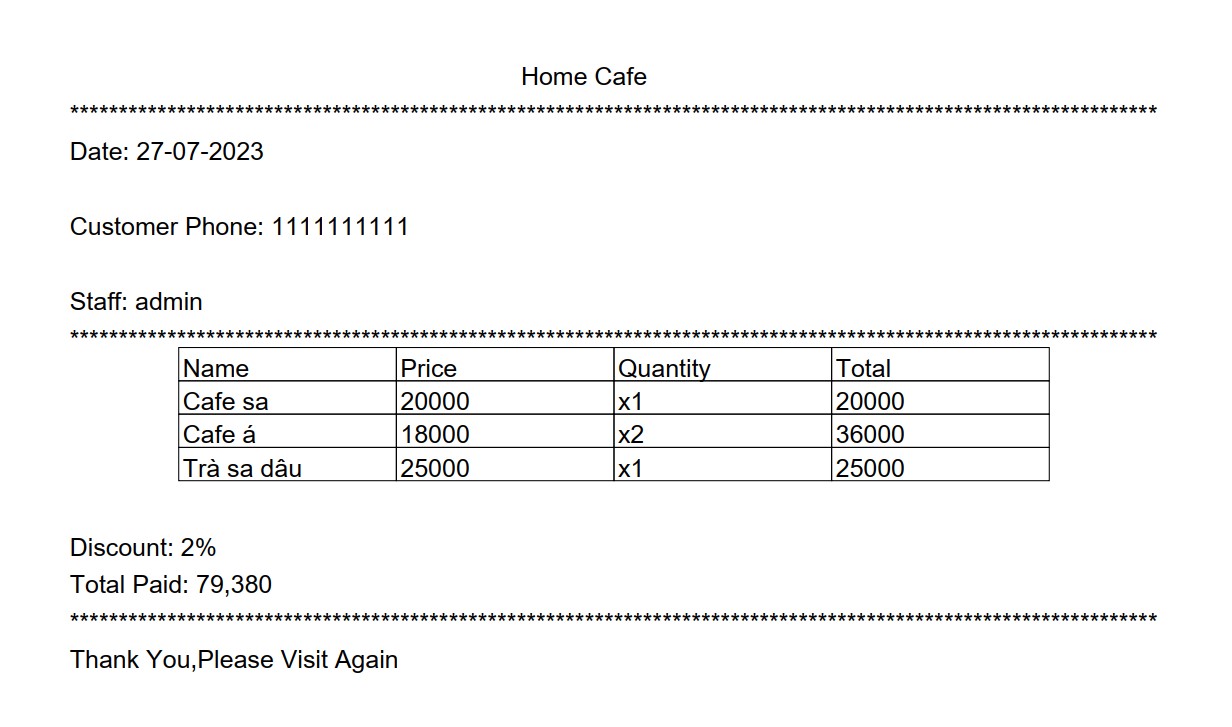 Home Cafe
****************************************************************************************************************
Date: 27-07-2023
Customer Phone: 1111111111
Staff: admin
****************************************************************************************************************
Name Price Quantity Total
Cafe sa 20000 x1 20000
Cafe á 18000 x2 36000
Trà sa dâu 25000 x1 25000
Discount: 2%
Total Paid: 79,380
****************************************************************************************************************
Thank You,Please Visit Again